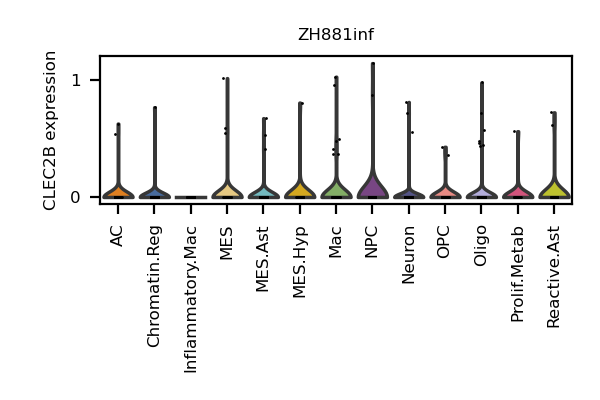 ZH881inf
CLEC2B expression
1
0
AC
Chromatin.Reg
Inflammatory.Mac
MES
MES.Ast
MES.Hyp
Mac
NPC
Neuron
OPC
Oligo
Prolif.Metab
Reactive.Ast